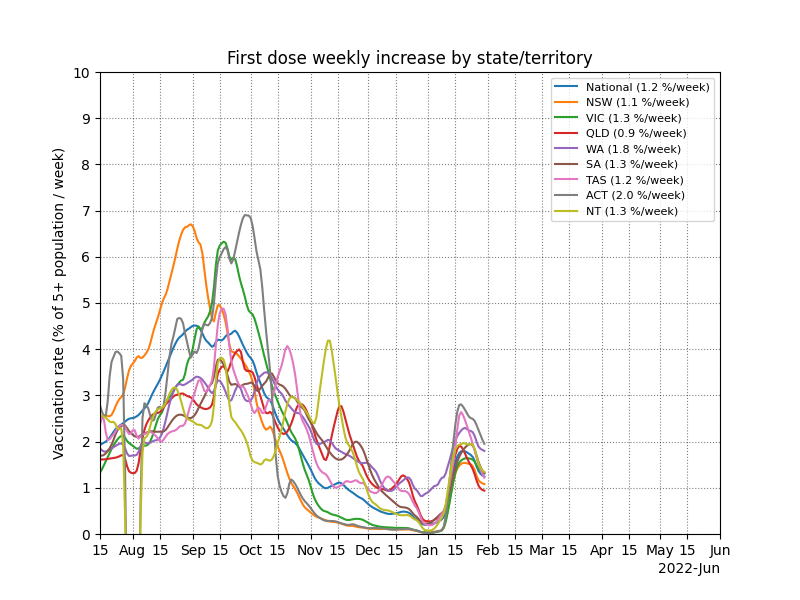 First dose weekly increase by state/territory
Vaccination rate (% of 5+ population / week)
10
9
8
7
6
5
4
3
2
1
0
National (1.2 %/week)
NSW (1.1 %/week)
VIC (1.3 %/week)
QLD (0.9 %/week)
WA (1.8 %/week)
SA (1.3 %/week)
TAS (1.2 %/week)
ACT (2.0 %/week)
NT (1.3 %/week)
15 Aug 15 Sep 15 Oct 15 Nov 15 Dec 15 Jan 15 Feb 15 Mar 15 Apr 15 May 15 Jun
2022-Jun